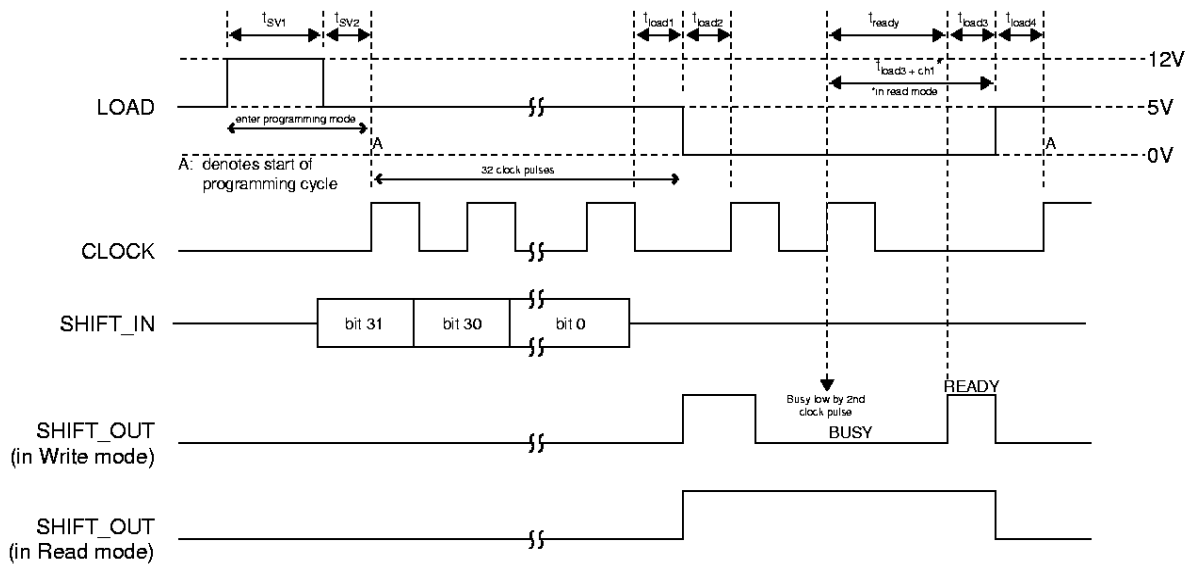 tSV1 tSV2 tload1 tload2 tready tload3 tload4
12V
tload3 + ch1*
*in read mode
LOAD
5V
enter programming mode
A
A
0V
A: denotes start of
programming cycle
32 clock pulses
CLOCK
SHIFT_IN
bit 31 bit 30 bit 0
READY
Busy low by 2nd
clock pulse
BUSY
SHIFT_OUT
(in Write mode)
SHIFT_OUT
(in Read mode)